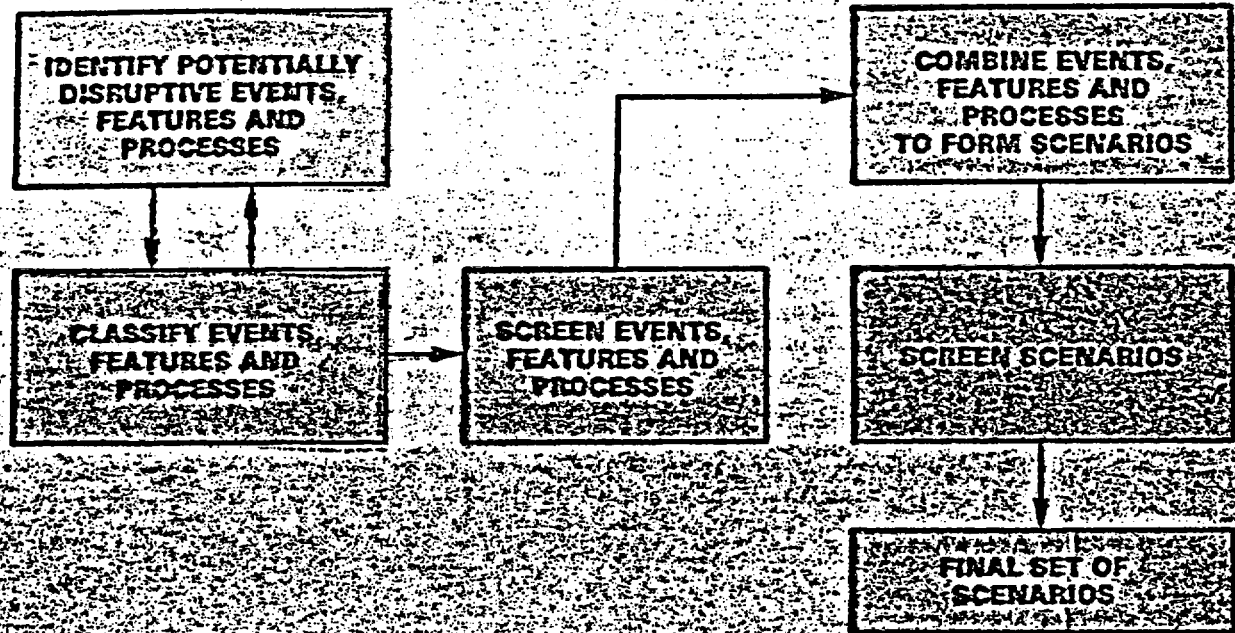 IDENTIFY POTENTIALLY
DISRUPTIVE EVENTS,
FEATURES AND
PROCESSES
CLASSIFY EVENTS,
FEATURES AND
PROCESSES
SCREEN EVENTS,
FEATURES AND
PROCESSES
COMBINE EVENTS,
FEATURES AND
PROCESSES
TO FORM SCENARIOS
SCREEN SCENARIOS
FINAL SET OF
SCENARIOS